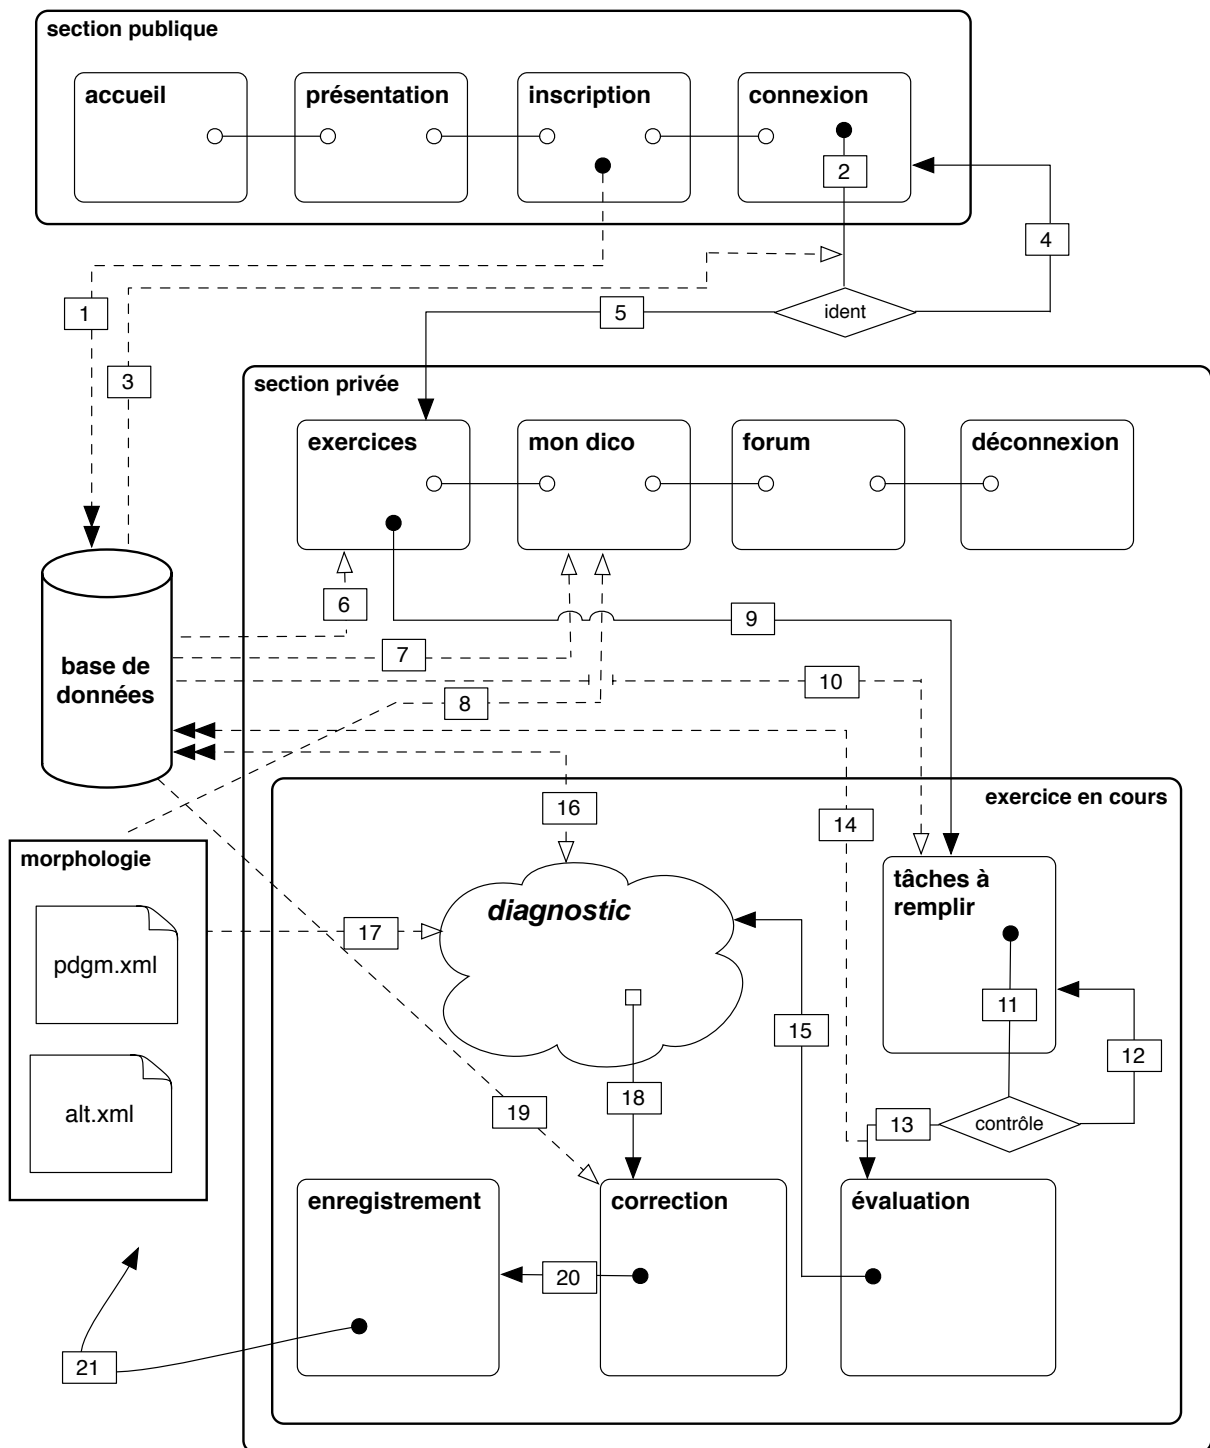 section publique
accueil
présentation
inscription
connexion
2
4
1
5
ident
3
section privée
exercices
mon dico
forum
déconnexion
6
9
7
base de
données
10
8
exercice en cours
16
14
morphologie
tâches à
remplir
diagnostic
17
pdgm.xml
11
15
12
alt.xml
18
19
13
contrôle
enregistrement
correction
évaluation
20
21